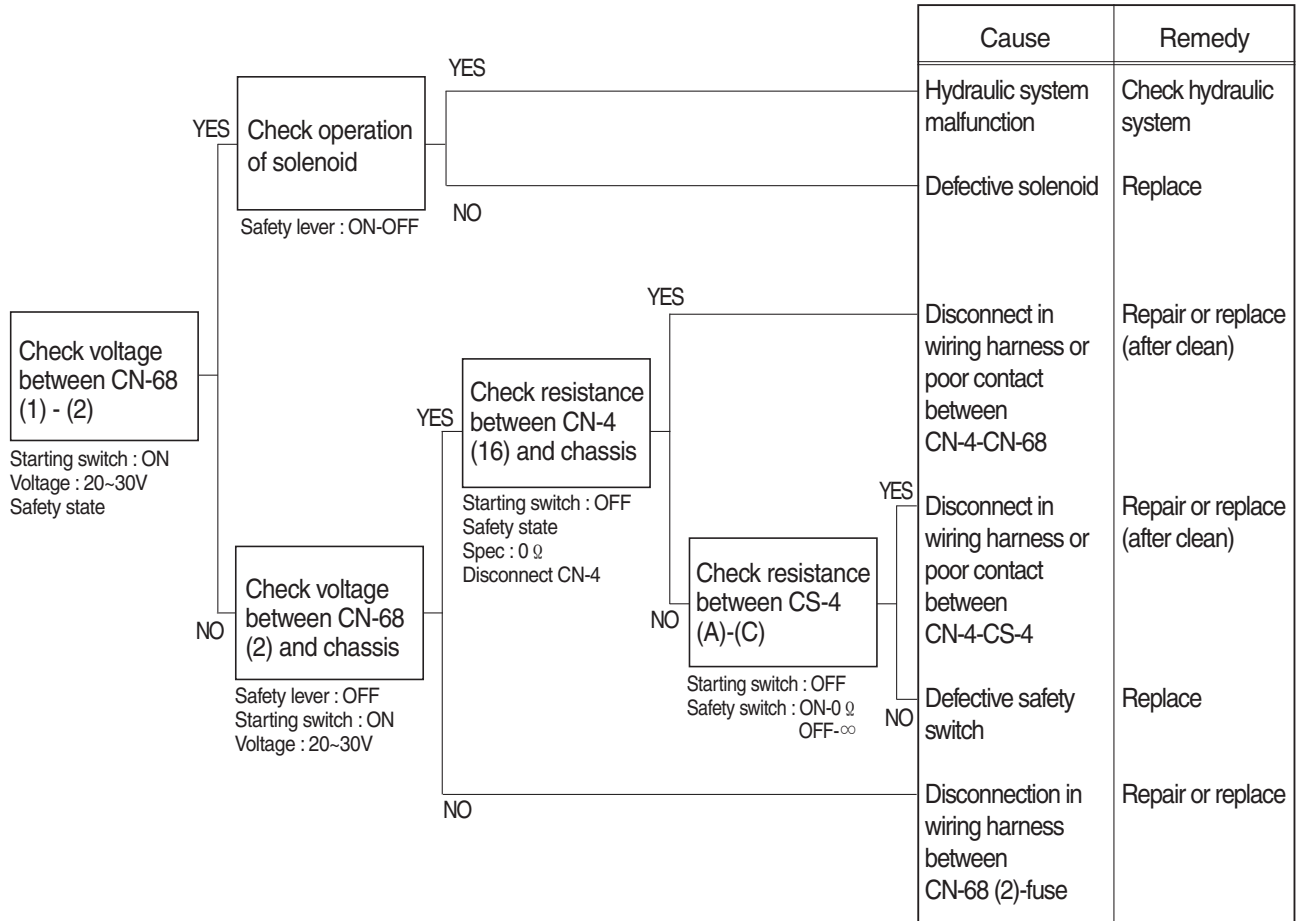 Cause
Remedy
YES
Hydraulic system
malfunction
Check hydraulic
system
YES
Check operation
of solenoid
Defective solenoid
Replace
NO
Safety lever : ON-OFF
YES
Disconnect in
wiring harness or
poor contact
between
CN-4-CN-68
Repair or replace
(after clean)
Check voltage
between CN-68
(1) - (2)
Starting switch : ON
Voltage : 20~30V
Safety state
YES
Check resistance
between CN-4
(16) and chassis
Starting switch : OFF
Safety state
Spec : 0 Ω
Disconnect CN-4
YES
Disconnect in
wiring harness or
poor contact
between
CN-4-CS-4
Repair or replace
(after clean)
NO
Check resistance
between CS-4
(A)-(C)
Starting switch : OFF
Safety switch : ON-0 Ω
OFF-∞
NO
Defective safety
switch
Replace
NO
Check voltage
between CN-68
(2) and chassis
Safety lever : OFF
Starting switch : ON
Voltage : 20~30V
NO
Disconnection in
wiring harness
between
CN-68 (2)-fuse
Repair or replace